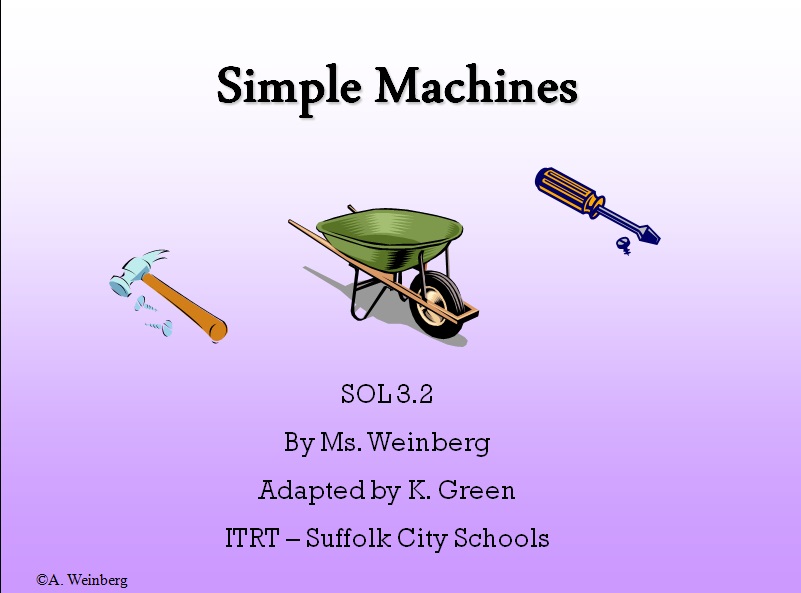 Simple Machines
SOL 3.2
By Ms. Weinberg
Adapted by K. Green
ITRT – Suffolk City Schools
©A. Weinberg